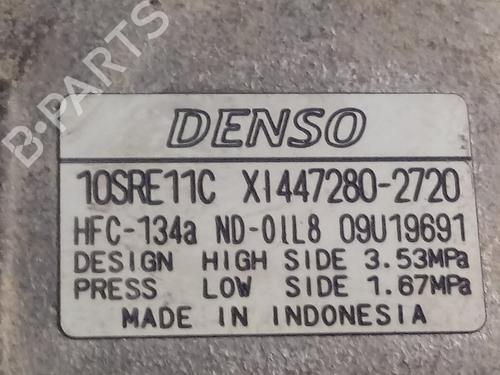 B-PARTS
DENSO
10SRE11C XI447280-2720
HFC-134a ND-OIL8 09U19691
DESIGN HIGH SIDE 3.53MPa
PRESS LOW SIDE 1.67MPa
MADE IN INDONESIA